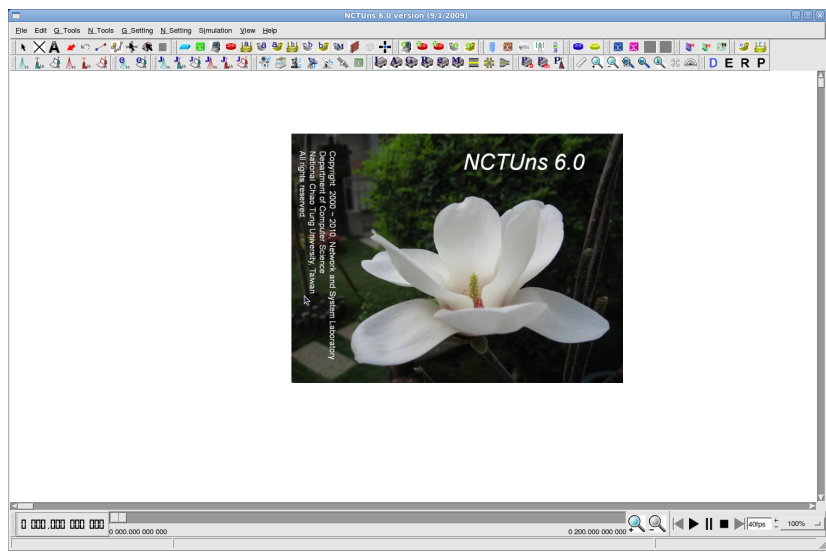 NCTUns 6.0 version (9/1/2009)
File Edit G_Tools N_Tools G_Setting N_Setting Simulation View Help
D E R P
NCTUns 6.0
Copyright 2000 ~ 2010, Network and System Laboratory
Department of Computer Science
National Chiao Tung University, Taiwan
All rights reserved.
0 000.000 000 000
0 000.000 000 000
0 200.000 000 000
40fps
100%